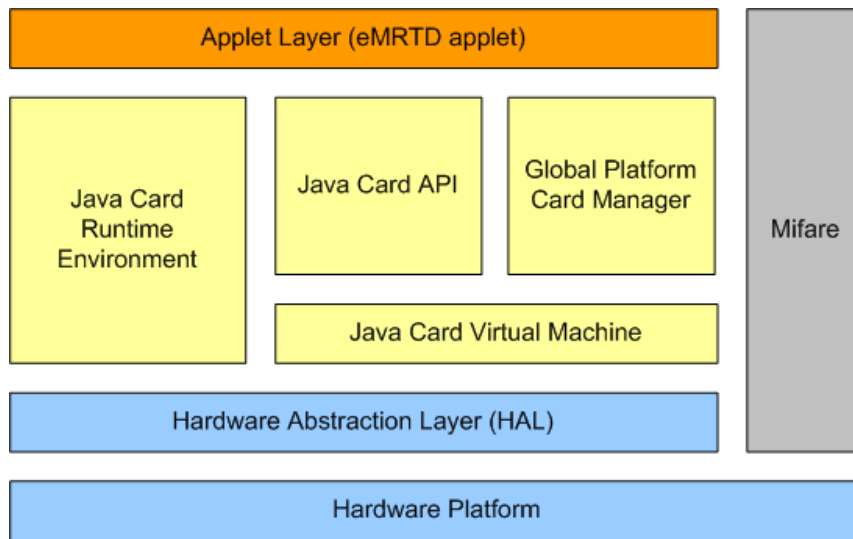 Applet Layer (eMRTD applet)
Java Card
Runtime
Environment
Java Card API
Global Platform
Card Manager
Mifare
Java Card Virtual Machine
Hardware Abstraction Layer (HAL)
Hardware Platform